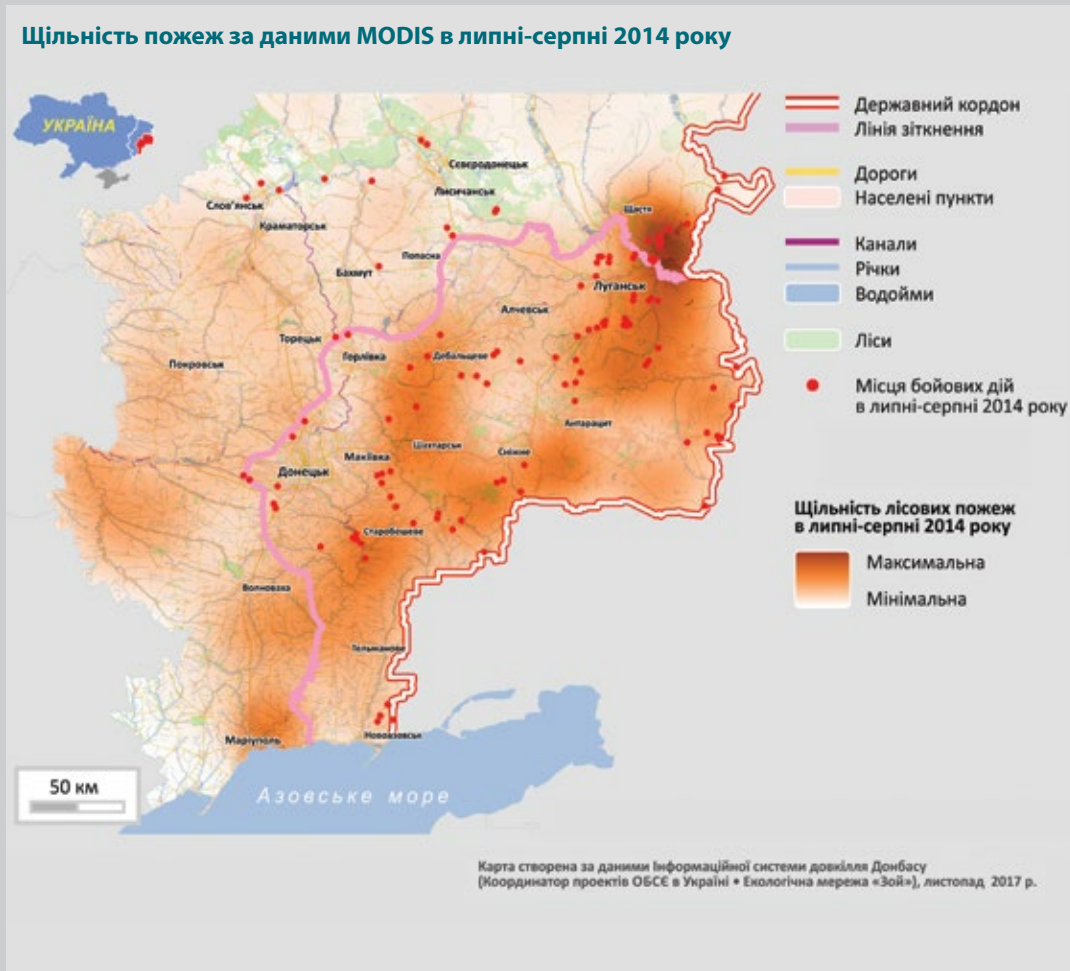 Щільність пожеж за даними MODIS в липні-серпні 2014 року
УКРАЇНА
Державний кордон
Лінія зіткнення
Дороги
Населені пункти
Канали
Річки
Водойми
Ліси
Місця бойових дій
в липні-серпні 2014 року
Щільність лісових пожеж
в липні-серпні 2014 року
Максимальна
Мінімальна
Сєвєродонецьк
Лисичанськ
Слов'янськ
Краматорськ
Щастя
Попасна
Бахмут
Луганськ
Алчевськ
Торецьк
Горлівка
Дебальцеве
Покровськ
Антрацит
Шахтарськ
Сніжне
Макіївка
Донецьк
Старобешеве
Волноваха
Тельманове
Маріуполь
Новоазовськ
50 км
Азовське море
Карта створена за даними Інформаційної системи довкілля Донбасу
(Координатор проектів ОБСЄ в Україні • Екологічна мережа «Зой»), листопад 2017 р.